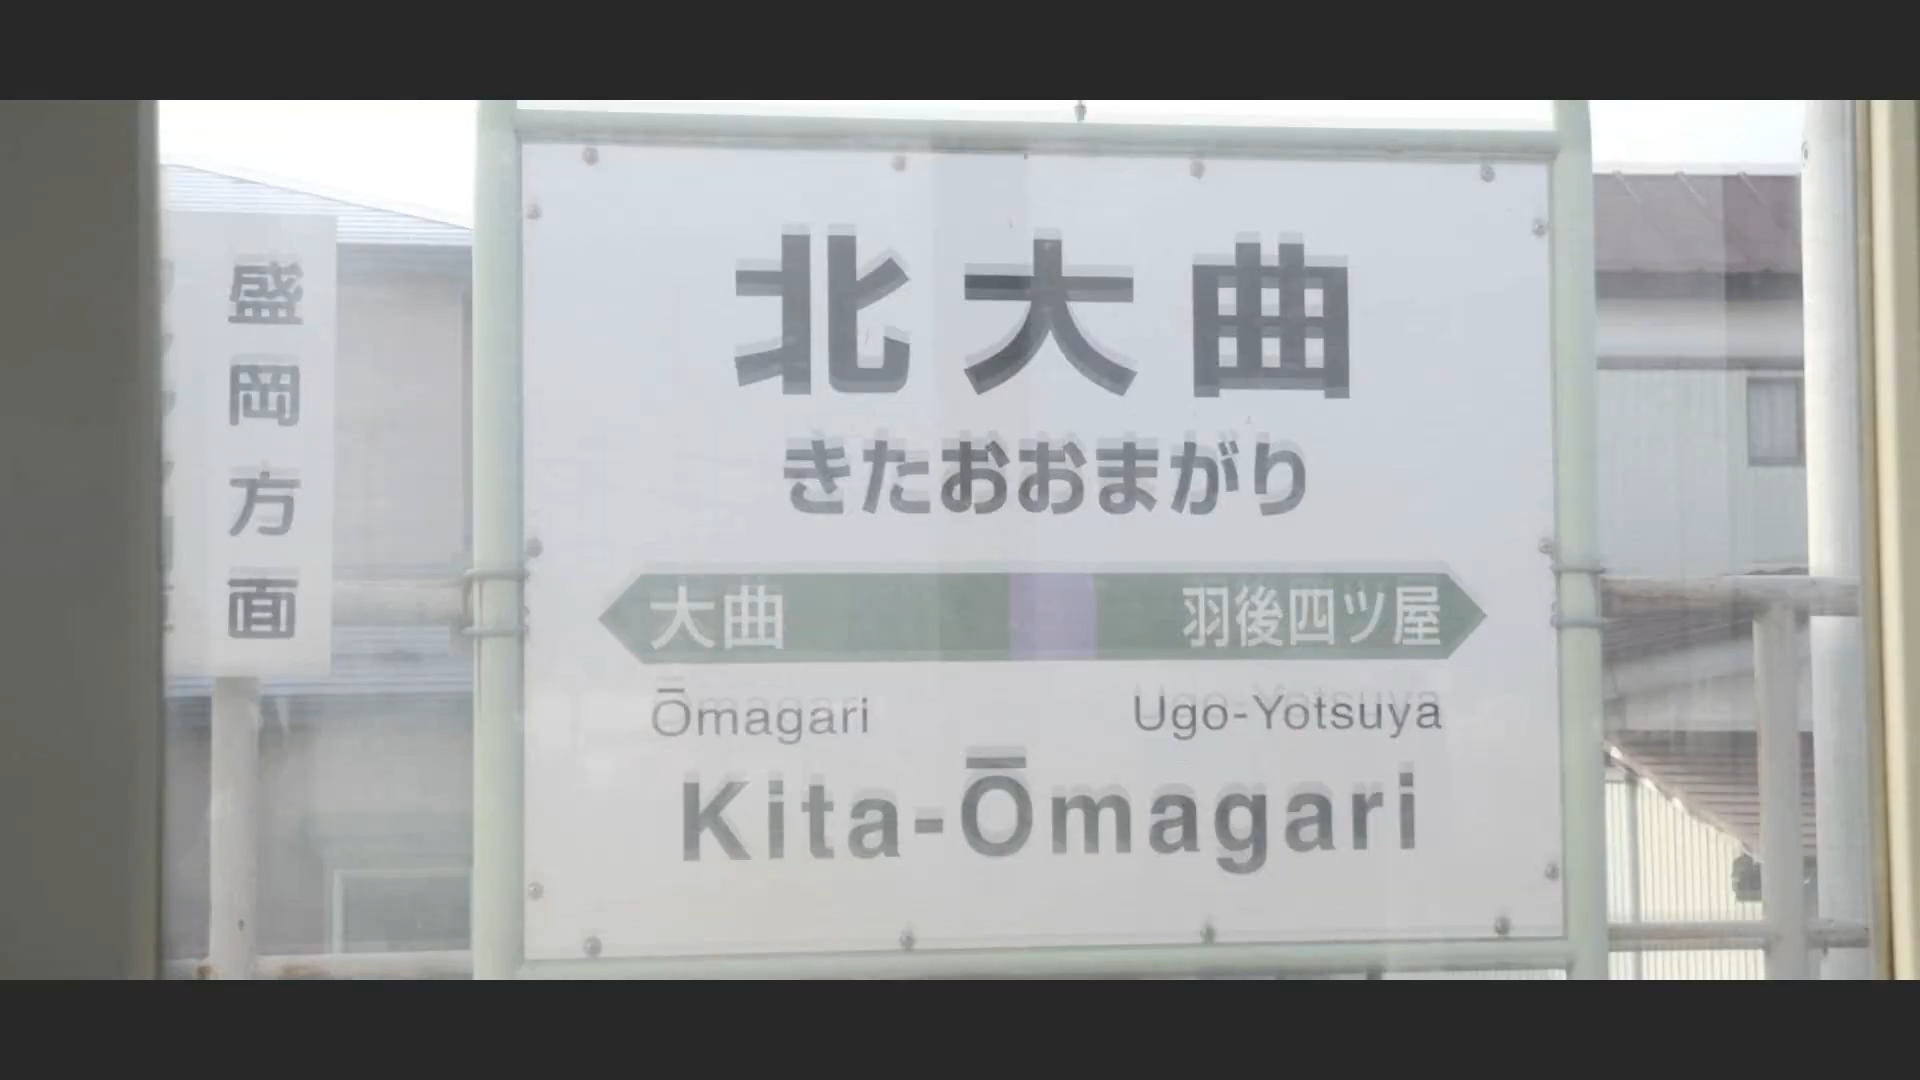 盛岡方面
北大曲
きたおおまがり
大曲 羽後四ツ屋
Ōmagari Ugo-Yotsuya
Kita-Ōmagari